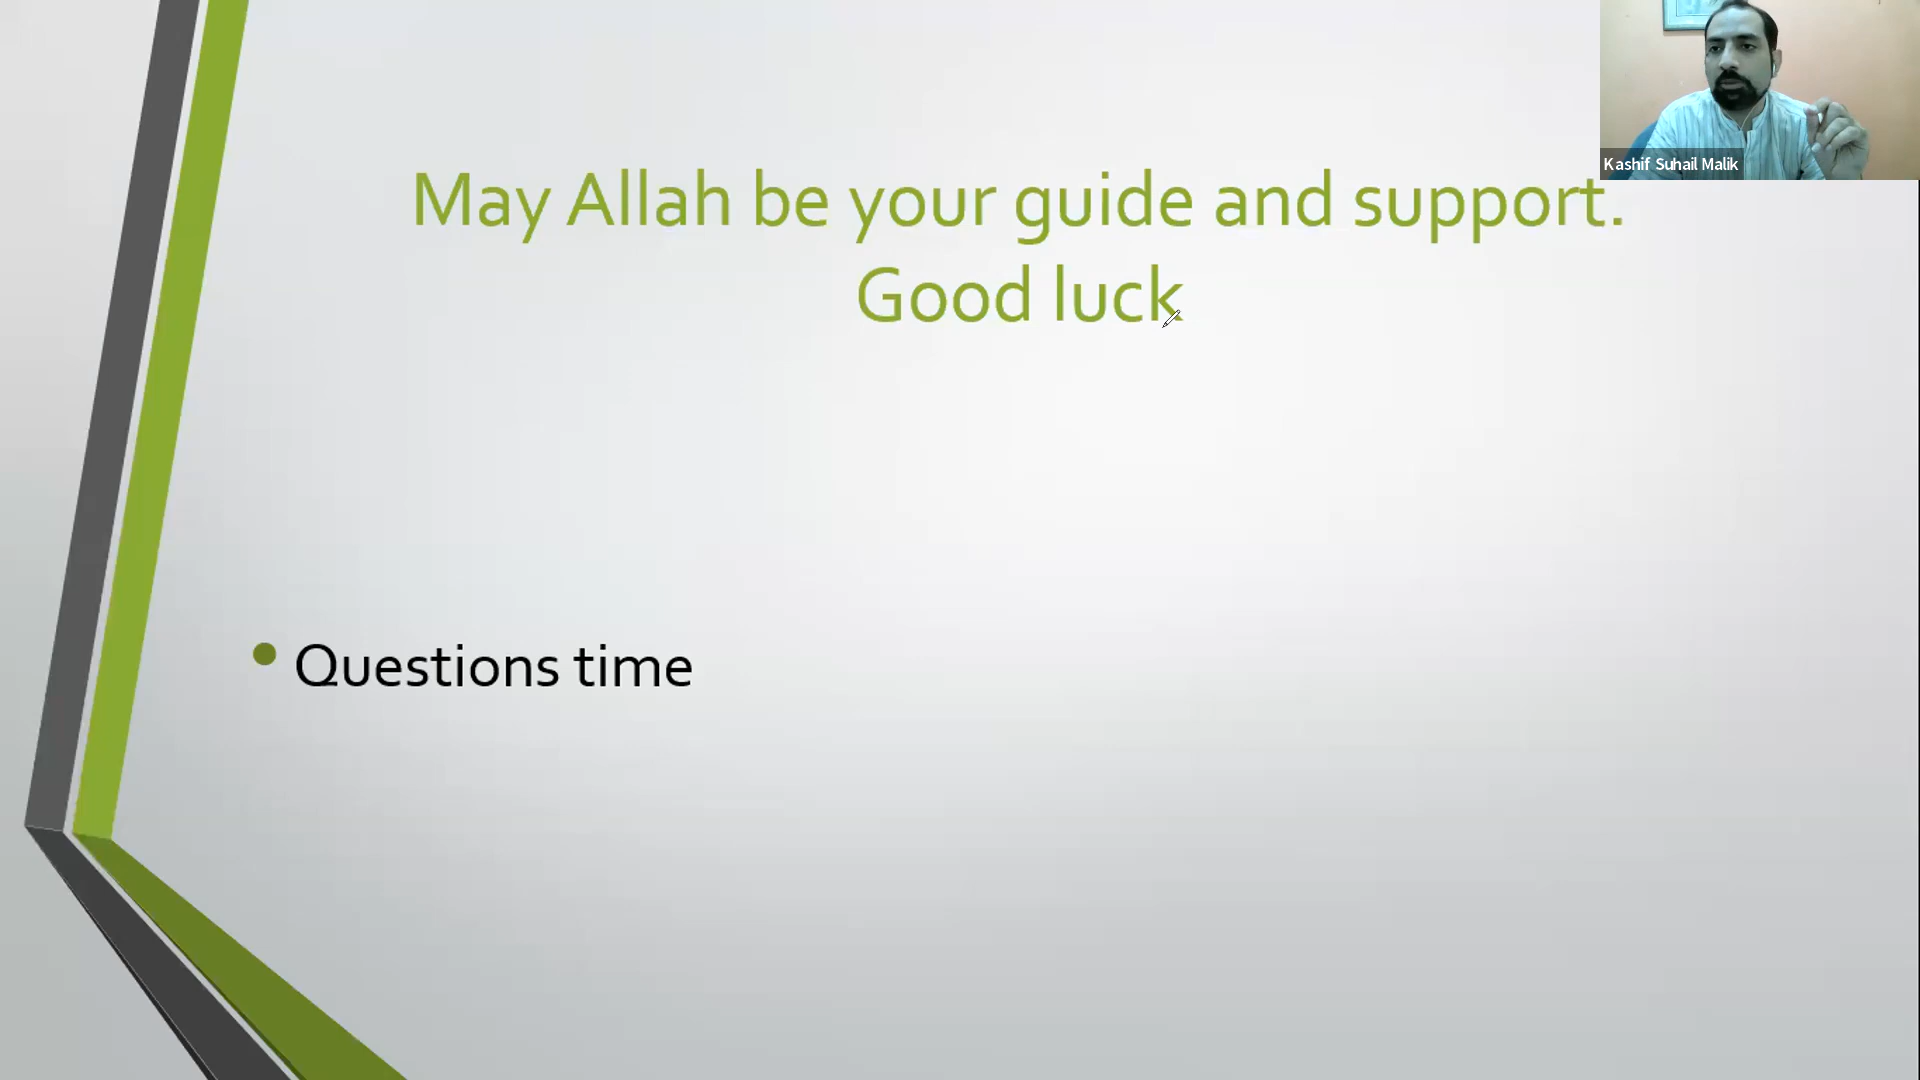 May Allah be your guide and support.
Good luck
Kashif Suhail Malik
• Questions time